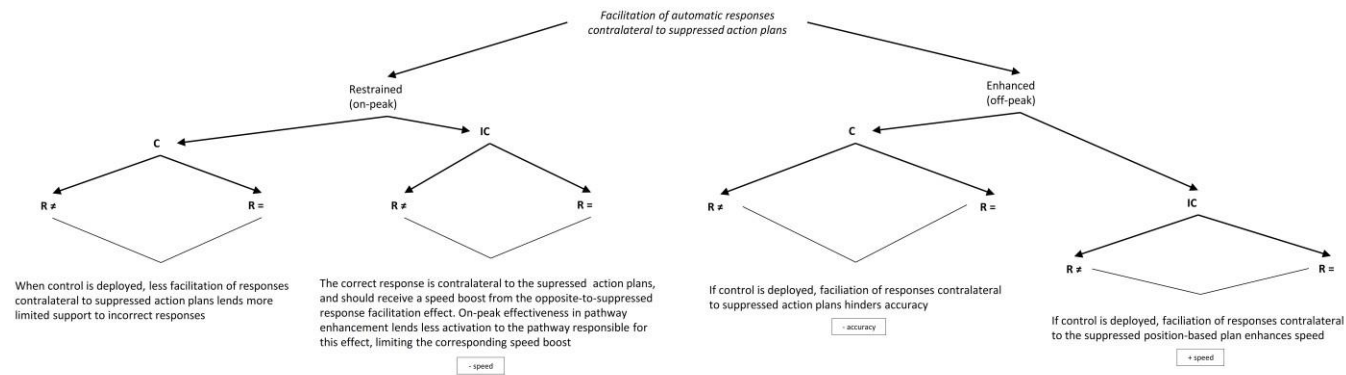 Facilitation of automatic responses
contralateral to suppressed action plans
Restrained
(on-peak)
Enhanced
(off-peak)
C
IC
C
R ≠
R =
R ≠
R =
R ≠
R =
IC
R ≠
R =
When control is deployed, less facilitation of responses
contralateral to suppressed action plans lends more
limited support to incorrect responses
The correct response is contralateral to the supressed action plans,
and should receive a speed boost from the opposite-to-suppressed
response facilitation effect. On-peak effectiveness in pathway
enhancement lends less activation to the pathway responsible for
this effect, limiting the corresponding speed boost
- speed
If control is deployed, faciliation of responses contralateral
to suppressed action plans hinders accuracy
- accuracy
If control is deployed, faciliation of responses contralateral
to the suppressed position-based plan enhances speed
+ speed